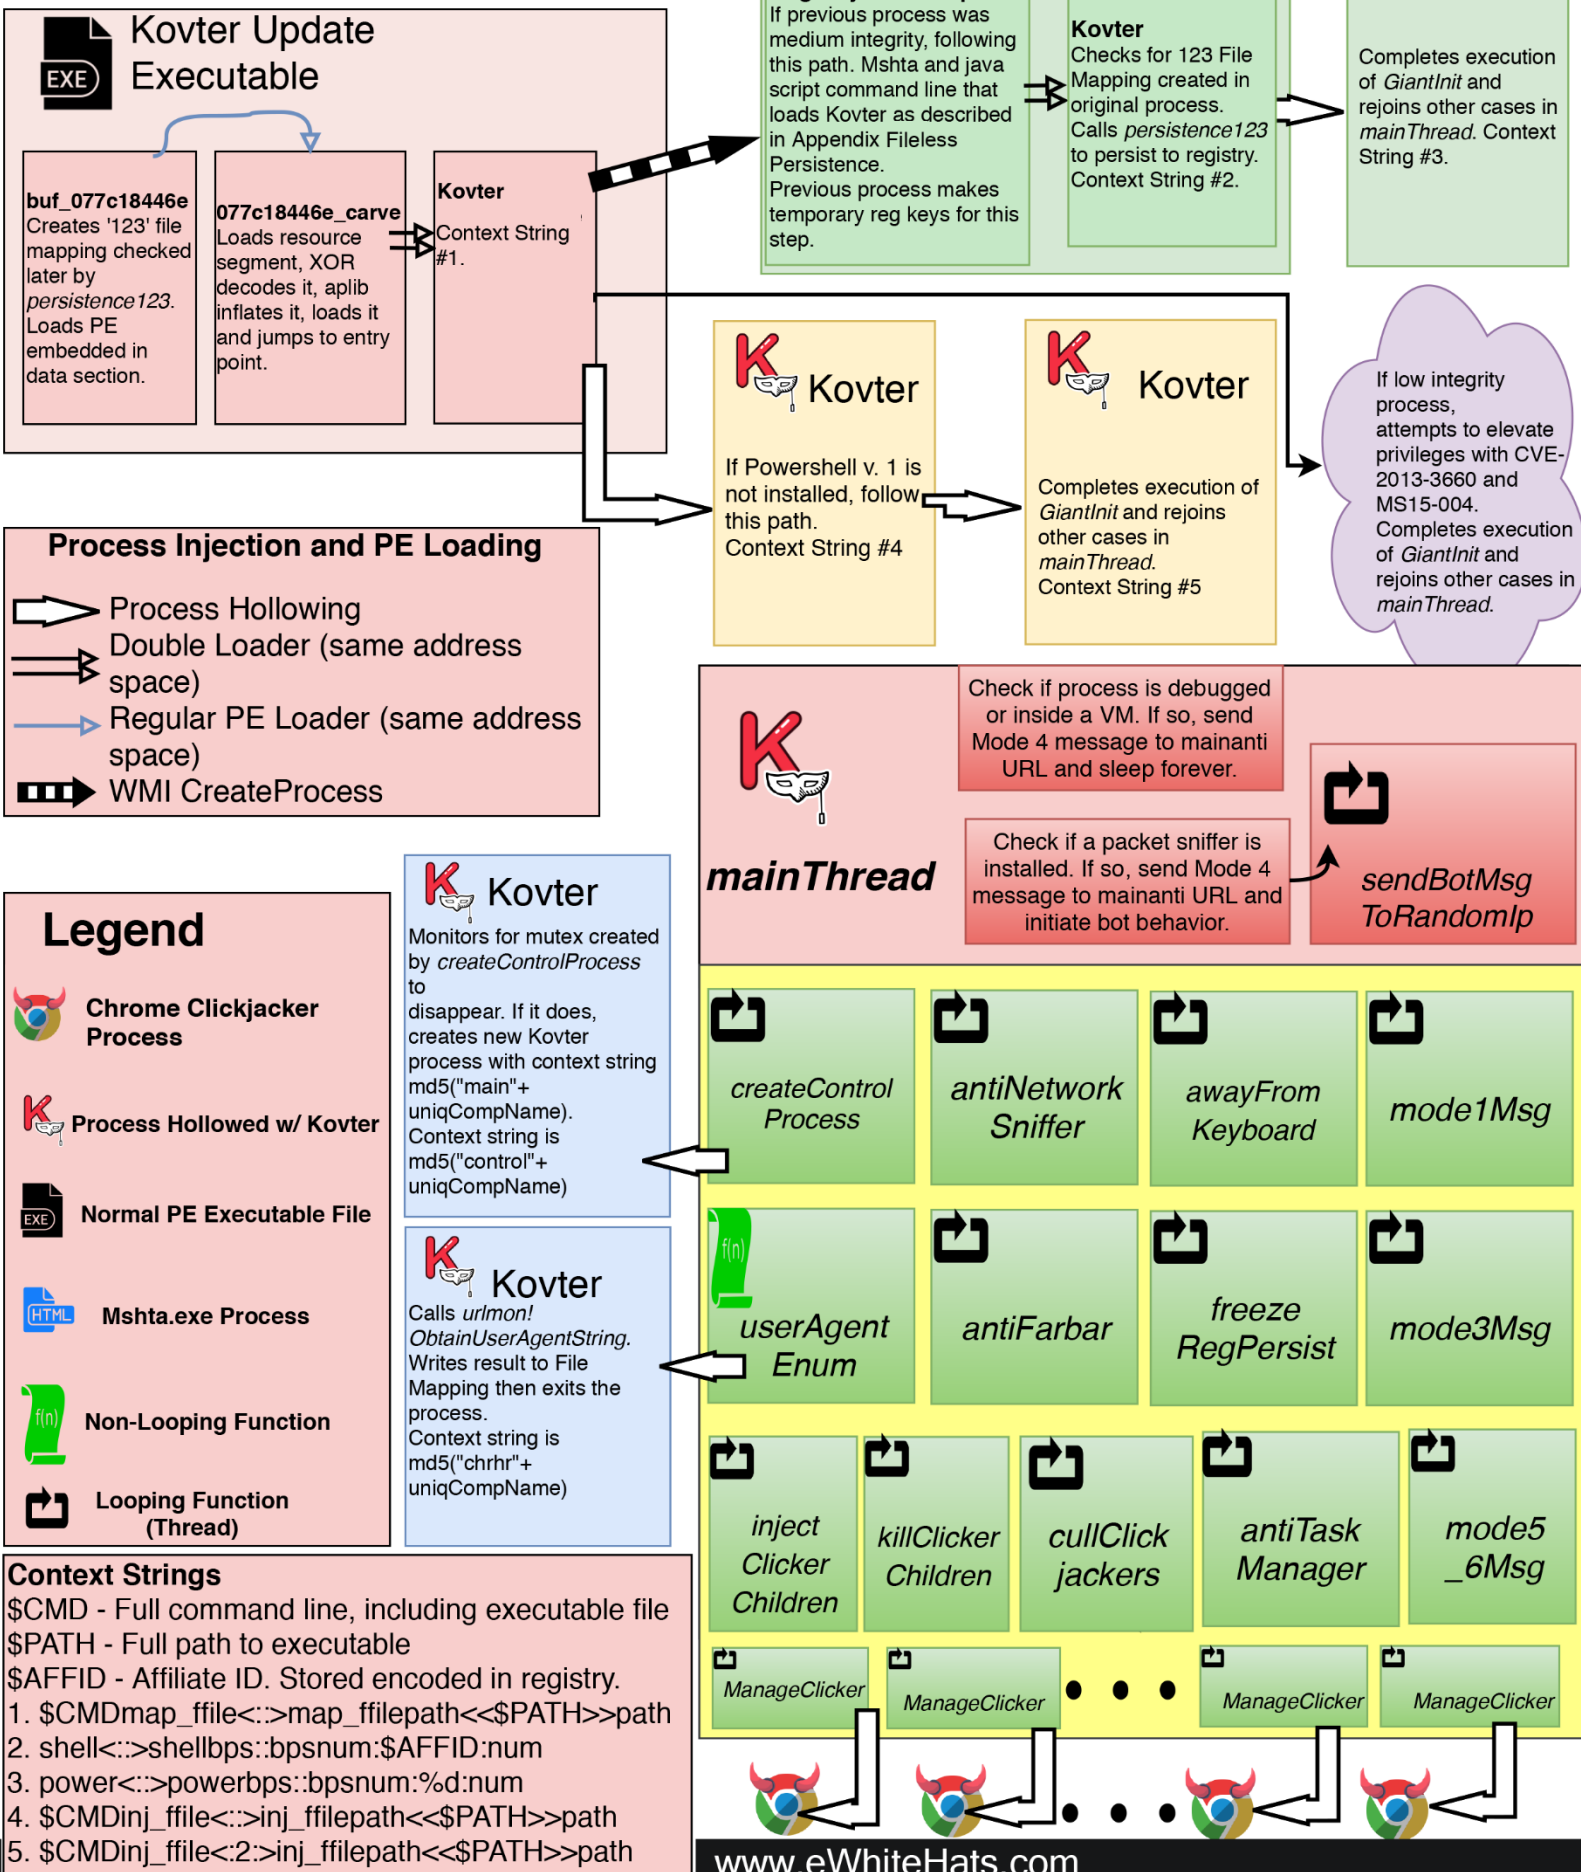 Kovter Update
Executable
EXE
buf_077c18446e
Creates '123' file
mapping checked
later by
persistence123.
Loads PE
embedded in
data section.
077c18446e_carve
Loads resource
segment, XOR
decodes it, aplib
inflates it, loads it
and jumps to entry
point.
Kovter
Context String
#1.
If previous process was
medium integrity, following
this path. Mshta and java
script command line that
loads Kovter as described
in Appendix Fileless
Persistence.
Previous process makes
temporary reg keys for this
step.
Kovter
Checks for 123 File
Mapping created in
original process.
Calls persistence123
to persist to registry.
Context String #2.
Completes execution
of GiantInit and
rejoins other cases in
mainThread. Context
String #3.
Kovter
If Powershell v. 1 is
not installed, follow
this path.
Context String #4
Kovter
Completes execution of
GiantInit and rejoins
other cases in
mainThread.
Context String #5
If low integrity
process,
attempts to elevate
privileges with CVE-
2013-3660 and
MS15-004.
Completes execution
of GiantInit and
rejoins other cases in
mainThread.
Process Injection and PE Loading
Process Hollowing
Double Loader (same address
space)
Regular PE Loader (same address
space)
WMI CreateProcess
mainThread
Check if process is debugged
or inside a VM. If so, send
Mode 4 message to mainanti
URL and sleep forever.
Check if a packet sniffer is
installed. If so, send Mode 4
message to mainanti URL and
initiate bot behavior.
sendBotMsg
ToRandomIp
Legend
Chrome Clickjacker
Process
Process Hollowed w/ Kovter
EXE
Normal PE Executable File
HTML
Mshta.exe Process
f(n)
Non-Looping Function
Looping Function
(Thread)
Kovter
Monitors for mutex created
by createControlProcess
to
disappear. If it does,
creates new Kovter
process with context string
md5("main"+
uniqCompName).
Context string is
md5("control"+
uniqCompName)
Kovter
Calls urlmon!
ObtainUserAgentString.
Writes result to File
Mapping then exits the
process.
Context string is
md5("chrhr"+
uniqCompName)
createControl
Process
antiNetwork
Sniffer
awayFrom
Keyboard
mode1Msg
f(n)
userAgent
Enum
antiFarbar
freeze
RegPersist
mode3Msg
inject
Clicker
Children
killClicker
Children
cullClick
jackers
antiTask
Manager
mode5
_6Msg
ManageClicker
ManageClicker
ManageClicker
ManageClicker
Context Strings
$CMD - Full command line, including executable file
$PATH - Full path to executable
$AFFID - Affiliate ID. Stored encoded in registry.
1. $CMDmap_ffile<::>map_ffilepath<<$PATH>>path
2. shell<::>shellbps::bpsnum:$AFFID:num
3. power<::>powerbps::bpsnum:%d:num
4. $CMDinj_ffile<::>inj_ffilepath<<$PATH>>path
5. $CMDinj_ffile<:2:>inj_ffilepath<<$PATH>>path
www.eWhiteHats.com